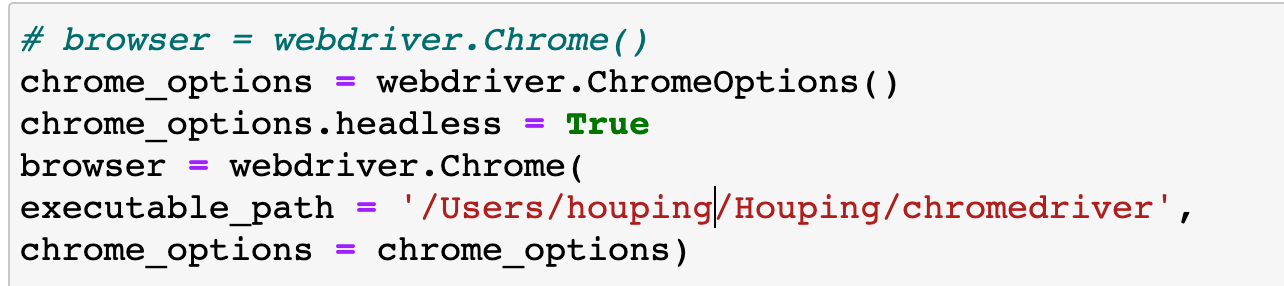 # browser = webdriver.Chrome()
chrome_options = webdriver.ChromeOptions()
chrome_options.headless = True
browser = webdriver.Chrome(
executable_path = '/Users/houping/Houping/chromedriver',
chrome_options = chrome_options)